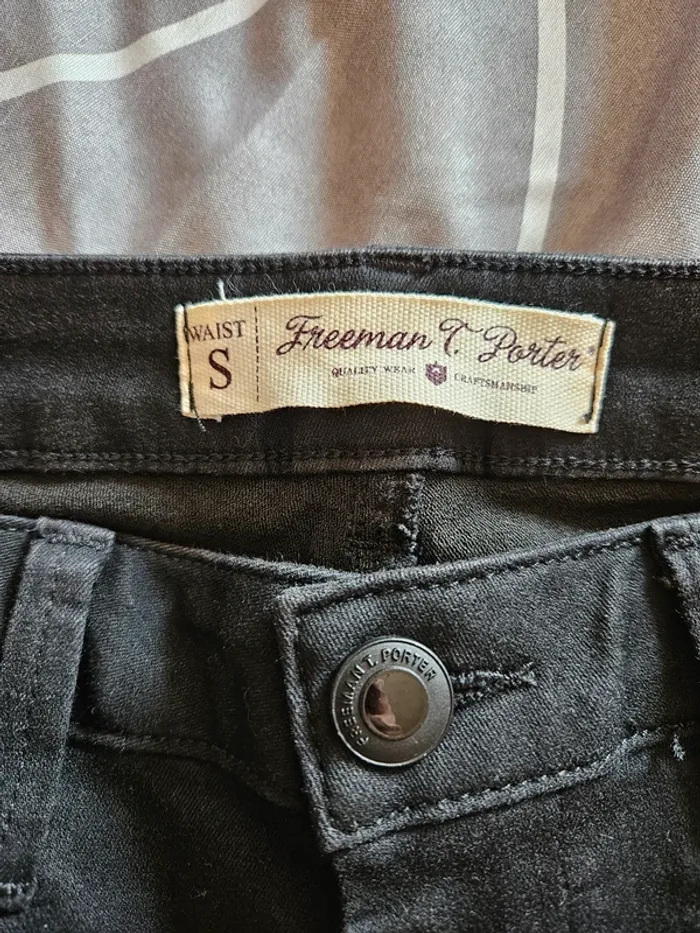 WAIST
S
Freeman T. Porter
QUALITY WEAR CRAFTSMANSHIP
FREEMAN T. PORTER